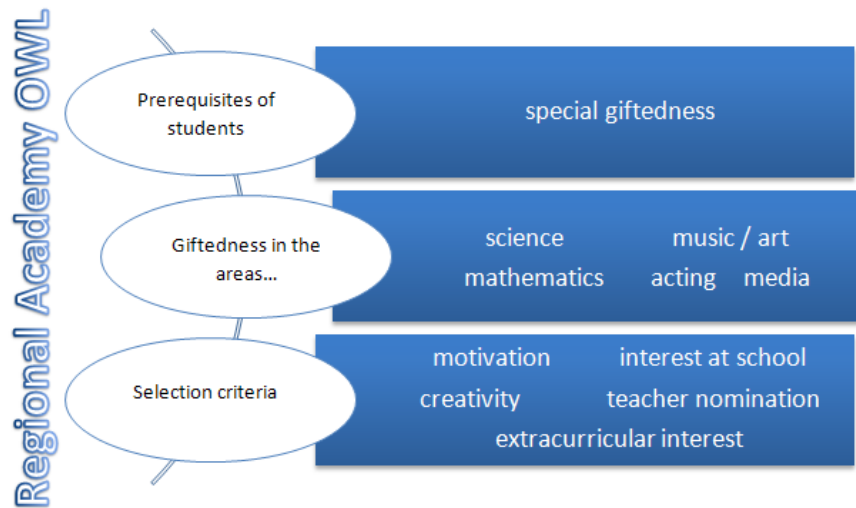 Regional Academy OWL
Prerequisites of
students
special giftedness
Giftedness in the
areas...
science music / art
mathematics acting media
Selection criteria
motivation interest at school
creativity teacher nomination
extracurricular interest